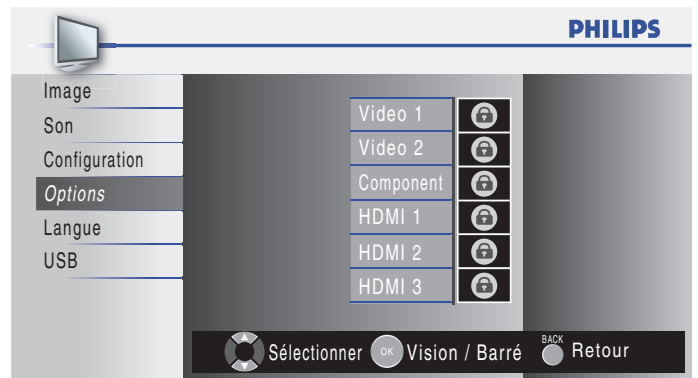 PHILIPS
Image
Son
Configuration
Options
Langue
USB
Video 1
Video 2
Component
HDMI 1
HDMI 2
HDMI 3
Sélectionner OK Vision / Barré BACK Retour